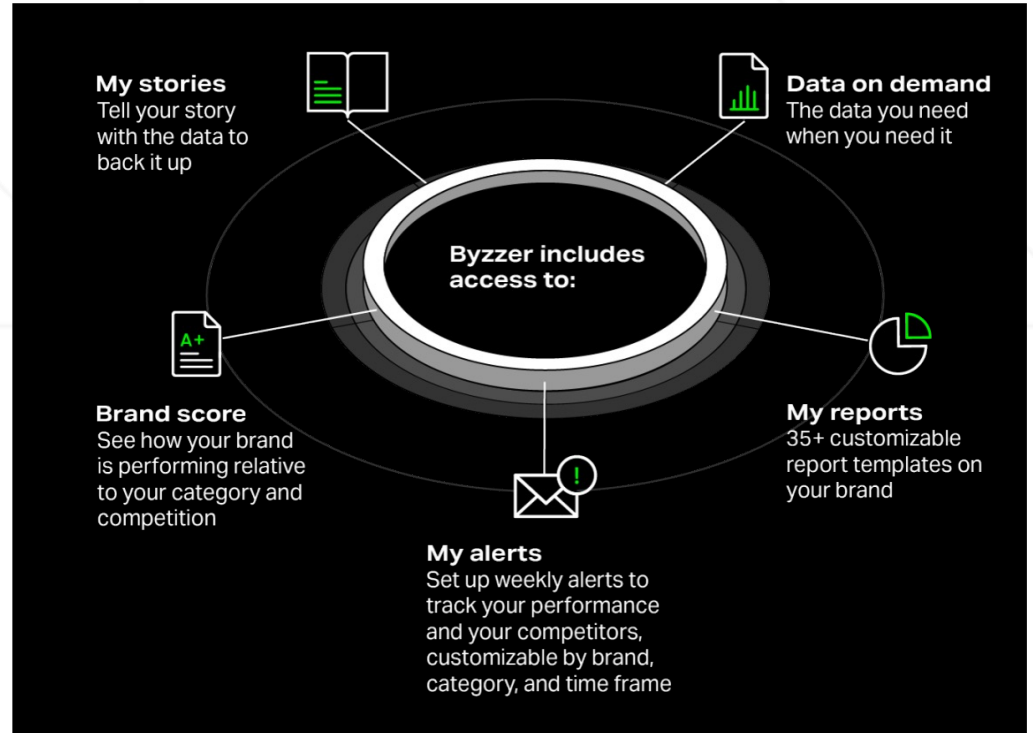 My stories
Tell your story
with the data to
back it up
Data on demand
The data you need
when you need it
Byzzer includes
access to:
A+
Brand score
See how your brand
is performing relative
to your category and
competition
My reports
35+ customizable
report templates on
your brand
!
My alerts
Set up weekly alerts to
track your performance
and your competitors,
customizable by brand,
category, and time frame